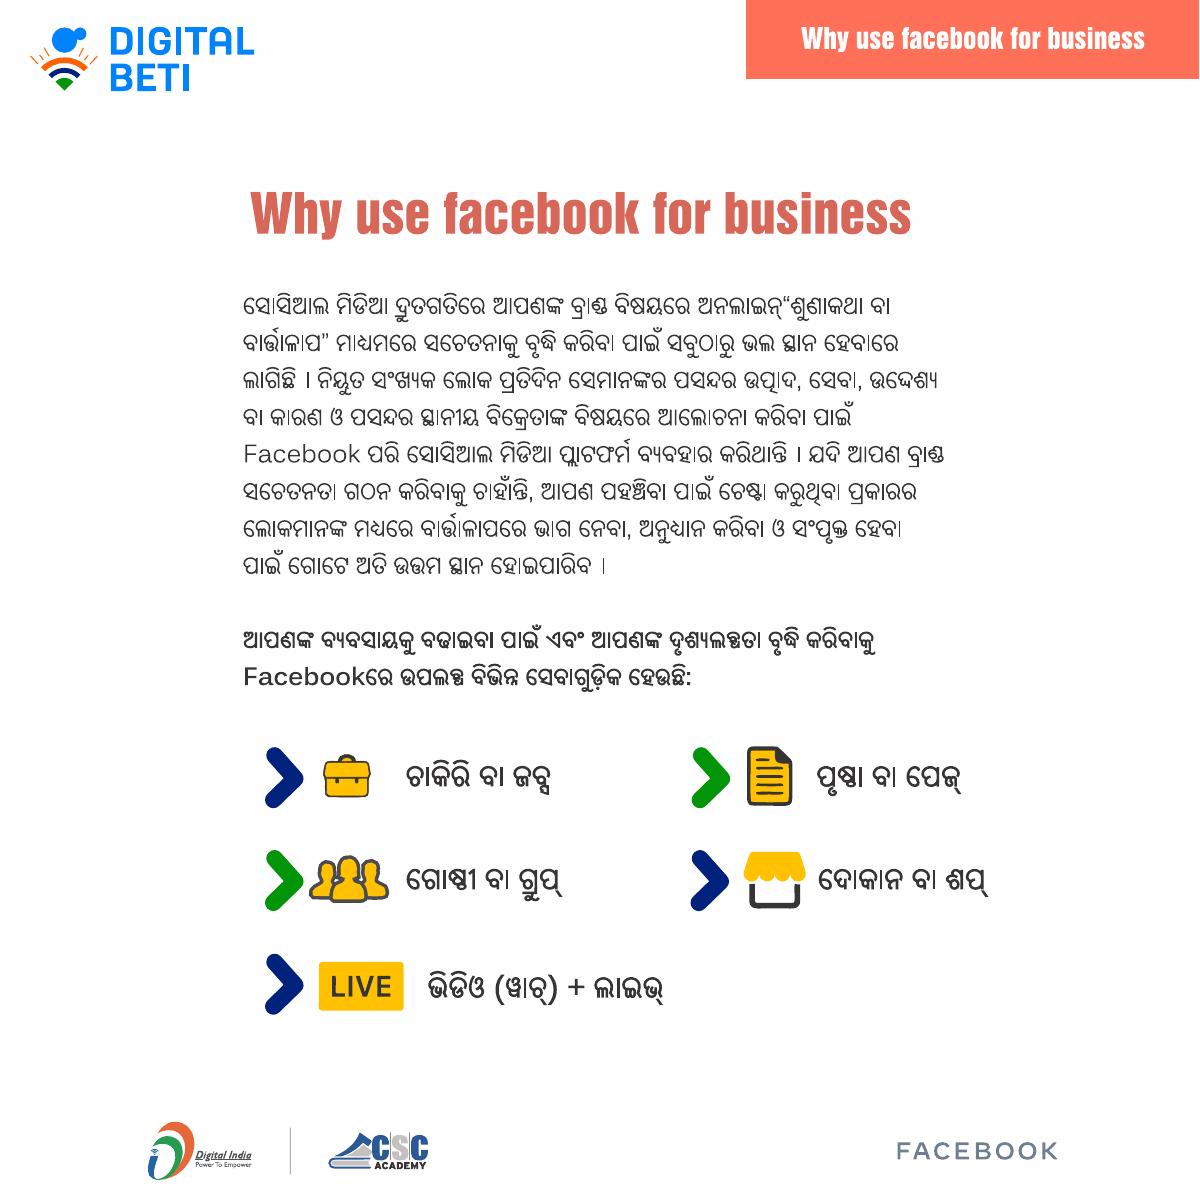 DIGITAL
BETI
Why use facebook for business
Why use facebook for business
ସୋସିଆଲ ମିଡିଆ ଦ୍ରୁତଗତିରେ ଆପଣଙ୍କ ବ୍ରାଣ୍ଡ ବିଷୟରେ ଅନଲାଇନ୍“ଶୁଣାକଥା ବା
ବାର୍ତ୍ତାଳାପ” ମାଧ୍ୟମରେ ସଚେତନାକୁ ବୃଦ୍ଧି କରିବା ପାଇଁ ସବୁଠାରୁ ଭଲ ସ୍ଥାନ ହେବାରେ
ଲାଗିଛି । ନିୟୁତ ସଂଖ୍ୟକ ଲୋକ ପ୍ରତିଦିନ ସେମାନଙ୍କର ପସନ୍ଦର ଉତ୍ପାଦ, ସେବା, ଉଦ୍ଦେଶ୍ୟ
ବା କାରଣ ଓ ପସନ୍ଦର ସ୍ଥାନୀୟ ବିକ୍ରେତାଙ୍କ ବିଷୟରେ ଆଲୋଚନା କରିବା ପାଇଁ
Facebook ପରି ସୋସିଆଲ ମିଡିଆ ପ୍ଲାଟଫର୍ମ ବ୍ୟବହାର କରିଥାନ୍ତି । ଯଦି ଆପଣ ବ୍ରାଣ୍ଡ
ସଚେତନତା ଗଠନ କରିବାକୁ ଚାହାଁନ୍ତି, ଆପଣ ପହଞ୍ଚିବା ପାଇଁ ଚେଷ୍ଟା କରୁଥିବା ପ୍ରକାରର
ଲୋକମାନଙ୍କ ମଧ୍ୟରେ ବାର୍ତ୍ତାଳାପରେ ଭାଗ ନେବା, ଅନୁଧ୍ୟାନ କରିବା ଓ ସଂପୃକ୍ତ ହେବା
ପାଇଁ ଗୋଟେ ଅତି ଉତ୍ତମ ସ୍ଥାନ ହୋଇପାରିବ ।
ଆପଣଙ୍କ ବ୍ୟବସାୟକୁ ବଢାଇବା ପାଇଁ ଏବଂ ଆପଣଙ୍କ ଦୃଶ୍ୟଲବ୍ଧତା ବୃଦ୍ଧି କରିବାକୁ
Facebookରେ ଉପଲବ୍ଧ ବିଭିନ୍ନ ସେବାଗୁଡ଼ିକ ହେଉଛି:
ଚାକିରି ବା ଜବ୍ସ
ପୃଷ୍ଠା ବା ପେଜ୍
ଗୋଷ୍ଠୀ ବା ଗ୍ରୁପ୍
ଦୋକାନ ବା ଶପ୍
LIVE ଭିଡିଓ (ୱାଚ୍) + ଲାଇଭ୍
Digital India
Power To Empower
CSC
ACADEMY
FACEBOOK